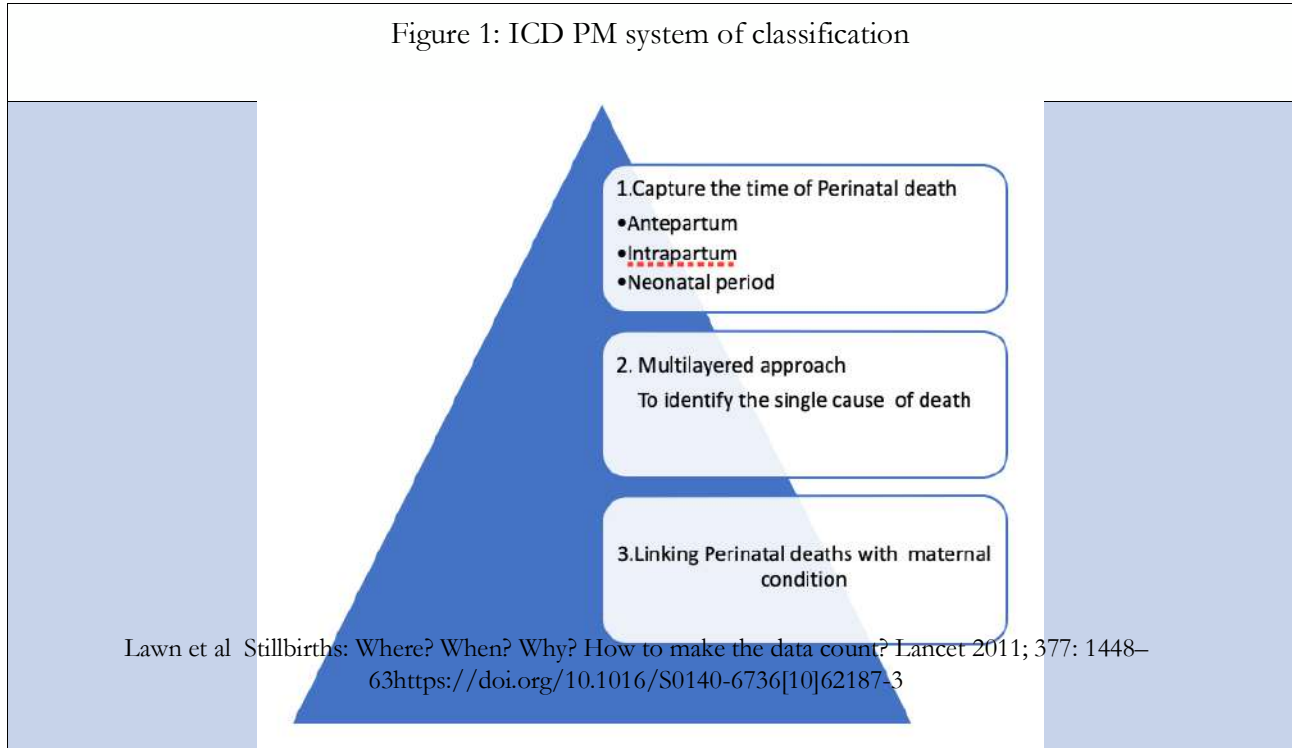 Figure 1: ICD PM system of classification
1.Capture the time of Perinatal death
•Antepartum
•Intrapartum
•Neonatal period
2. Multilayered approach
To identify the single cause of death
3.Linking Perinatal deaths with maternal
condition
Lawn et al Stillbirths: Where? When? Why? How to make the data count? Lancet 2011; 377: 1448–
63https://doi.org/10.1016/S0140-6736[10]62187-3